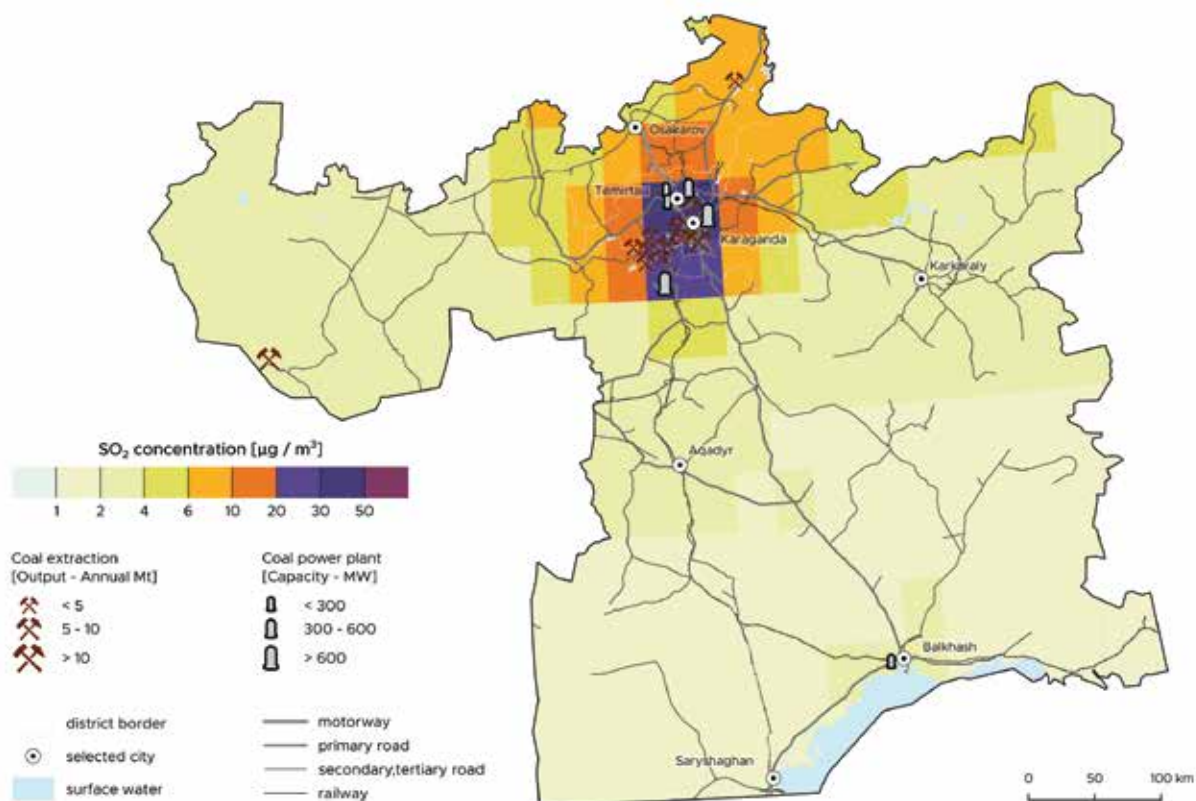 Osakarov
Temirtau
Karaganda
Karkaraly
SO₂ concentration [µg / m³]
1 2 4 6 10 20 30 50
Aqadyr
Coal extraction
[Output - Annual Mt]
< 5
5 - 10
> 10
Coal power plant
[Capacity - MW]
< 300
300 - 600
> 600
Balkhash
district border
selected city
surface water
motorway
primary road
secondary,tertiary road
railway
Saryshaghan
0 50 100 km